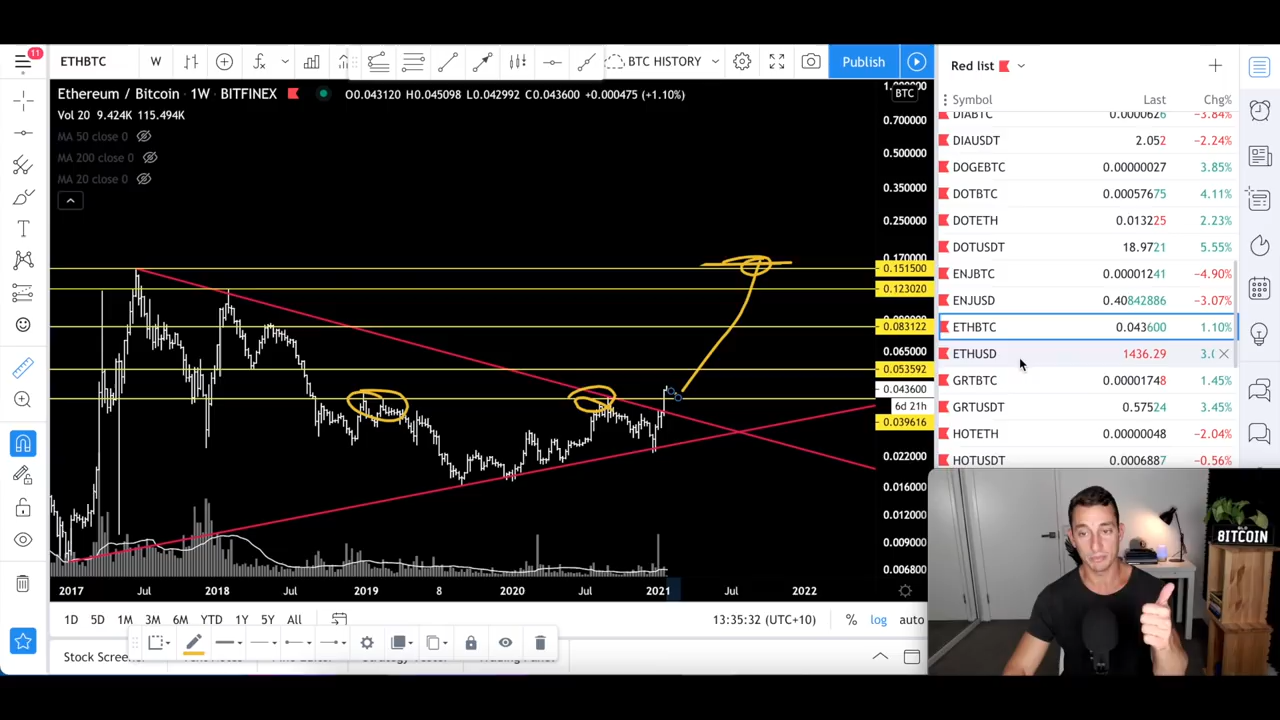 11
ETHBTC
W
BTC HISTORY
Publish
Red list
Ethereum / Bitcoin · 1W · BITFINEX
O0.043120 H0.045098 L0.042992 C0.043600 +0.000475 (+1.10%)
BTC
Vol 20 9.424K 115.494K
MA 50 close 0
MA 200 close 0
MA 20 close 0
0.700000
0.500000
0.350000
0.250000
0.170000
0.151500
0.123020
0.083122
0.065000
0.053592
0.043600
6d 21h
0.039616
0.022000
0.016000
0.012000
0.009000
0.006800
2017
Jul
2018
Jul
2019
8
2020
Jul
2021
Jul
2022
1D 5D 1M 3M 6M YTD 1Y 5Y All
13:35:32 (UTC+10)
%
log
auto
Symbol Last Chg%
DIABTC 0.0000626 −3.84%
DIAUSDT 2.052 −2.24%
DOGEBTC 0.00000027 3.85%
DOTBTC 0.00057675 4.11%
DOTETH 0.013225 2.23%
DOTUSDT 18.9721 5.55%
ENJBTC 0.00001241 −4.90%
ENJUSD 0.40842886 −3.07%
ETHBTC 0.043600 1.10%
ETHUSD 1436.29
GRTBTC 0.00001748 1.45%
GRTUSDT 0.57524 3.45%
HOTETH 0.00000048 −2.04%
HOTUSDT 0.0006887 −0.56%
BITCOIN